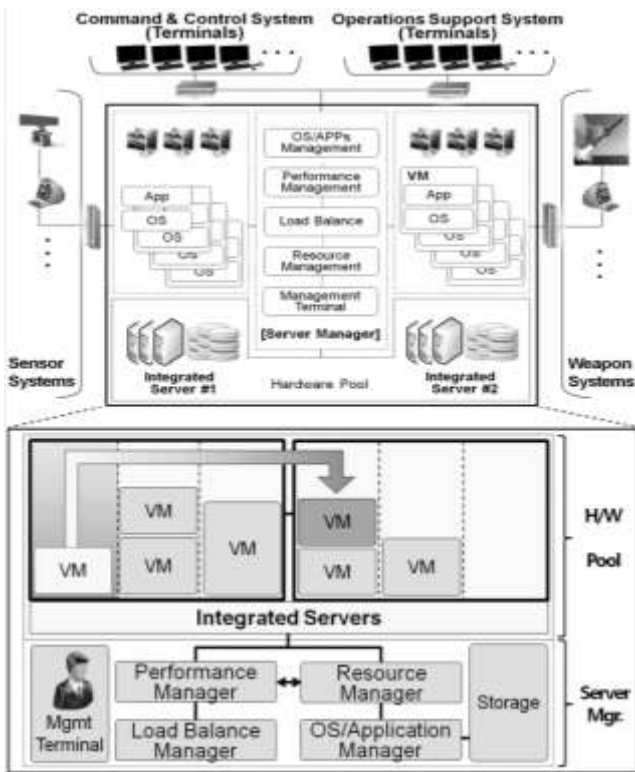 Command & Control System
(Terminals)
Operations Support System
(Terminals)
OS/APPs
Management
Performance
Management
Load Balance
Resource
Management
Management
Terminal
[Server Manager]
App
OS
OS
OS
OS
VM
App
OS
OS
OS
OS
Sensor
Systems
Integrated
Server #1
Hardware Pool
Integrated
Server #2
Weapon
Systems
VM
VM
VM
VM
VM
VM
VM
H/W
Pool
Integrated Servers
Mgmt
Terminal
Performance
Manager
Resource
Manager
Load Balance
Manager
OS/Application
Manager
Storage
Server
Mgr.